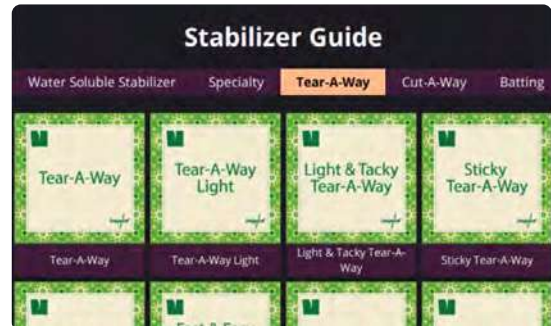 Stabilizer Guide
Water Soluble Stabilizer Specialty Tear-A-Way Cut-A-Way Batting
Tear-A-Way
Tear-A-Way
Light
Light & Tacky
Tear-A-Way
Sticky
Tear-A-Way
Tear-A-Way
Tear-A-Way Light
Light & Tacky Tear-A-
Way
Sticky Tear-A-Way